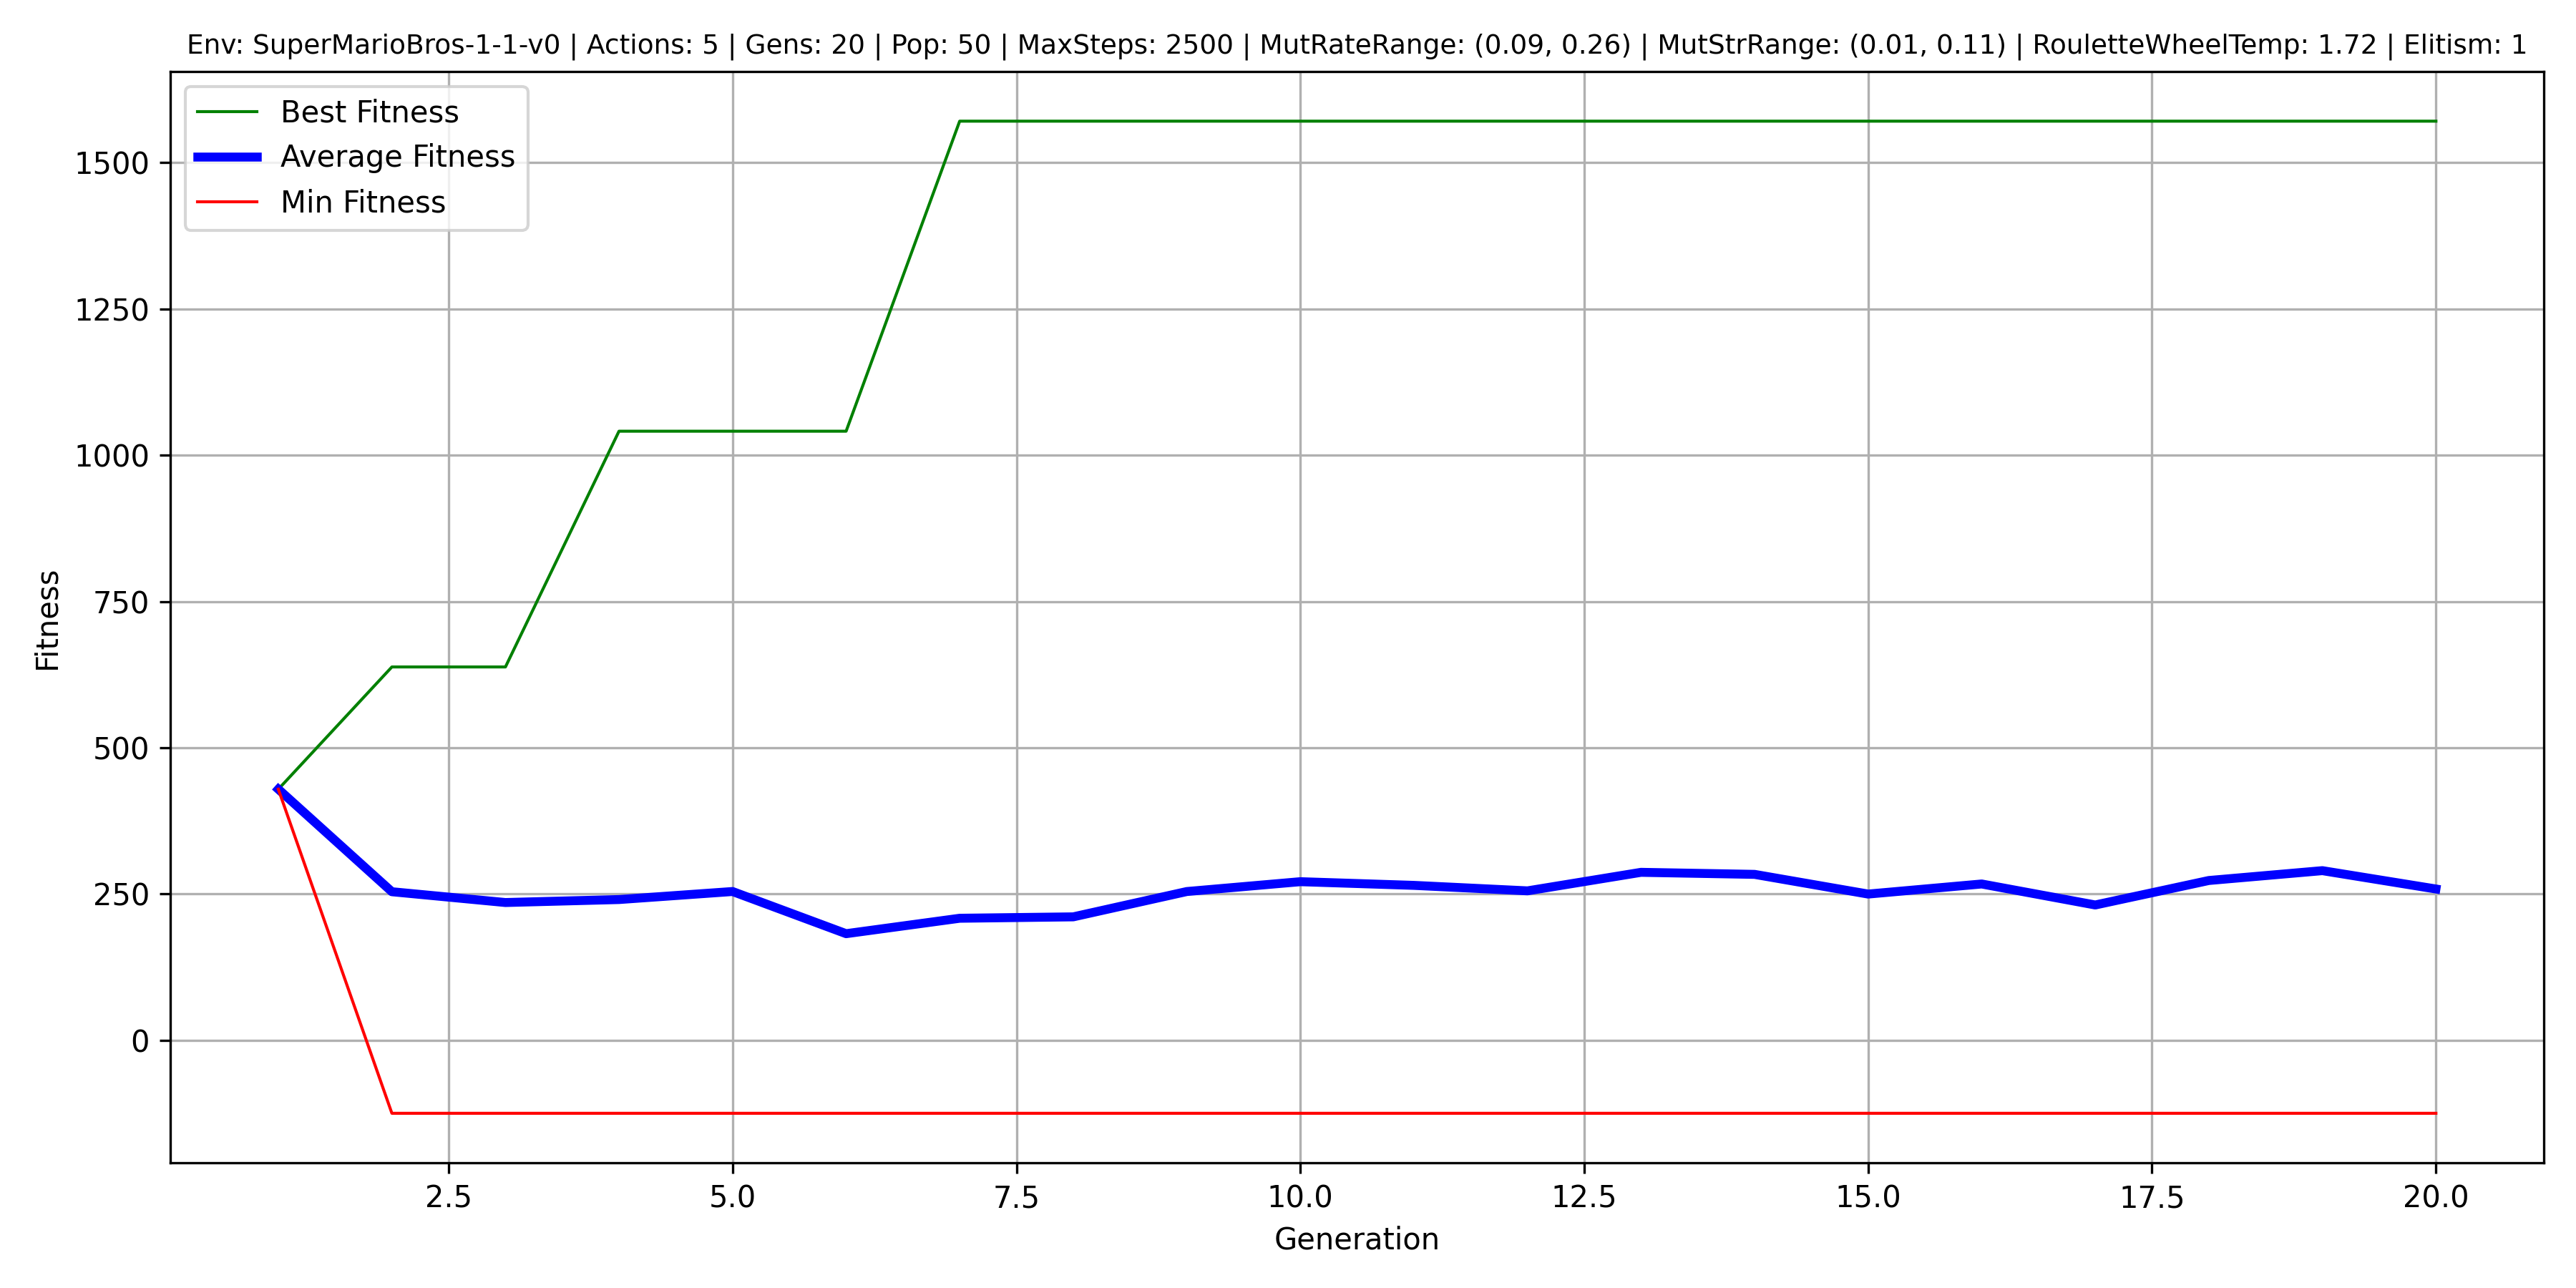 Env: SuperMarioBros-1-1-v0 | Actions: 5 | Gens: 20 | Pop: 50 | MaxSteps: 2500 | MutRateRange: (0.09, 0.26) | MutStrRange: (0.01, 0.11) | RouletteWheelTemp: 1.72 | Elitism: 1
Best Fitness
Average Fitness
Min Fitness
1500
1250
1000
750
500
250
0
Fitness
2.5 5.0 7.5 10.0 12.5 15.0 17.5 20.0
Generation